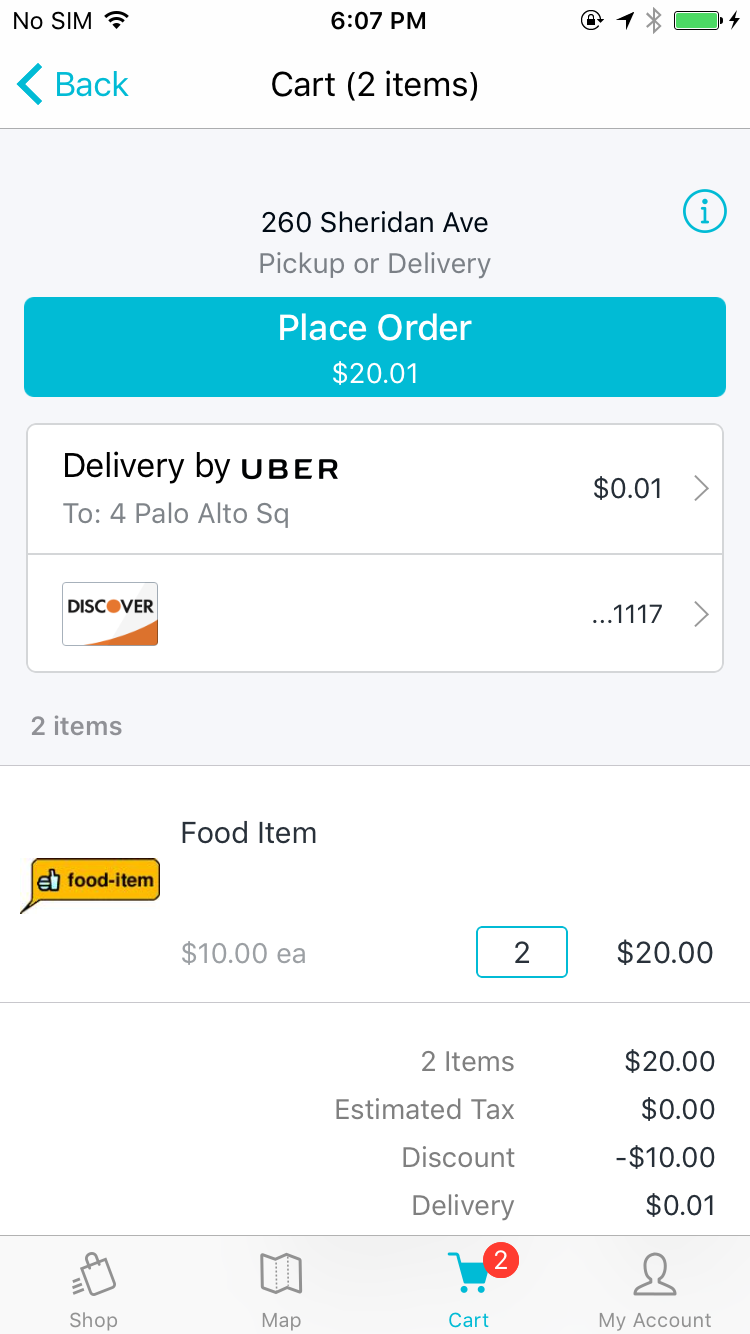 No SIM 6:07 PM
Back Cart (2 items)
260 Sheridan Ave
Pickup or Delivery
Place Order
$20.01
Delivery by UBER
To: 4 Palo Alto Sq
$0.01
DISCOVER
...1117
2 items
Food Item
food-item
$10.00 ea 2 $20.00
2 Items $20.00
Estimated Tax $0.00
Discount -$10.00
Delivery $0.01
2
Shop Map Cart My Account